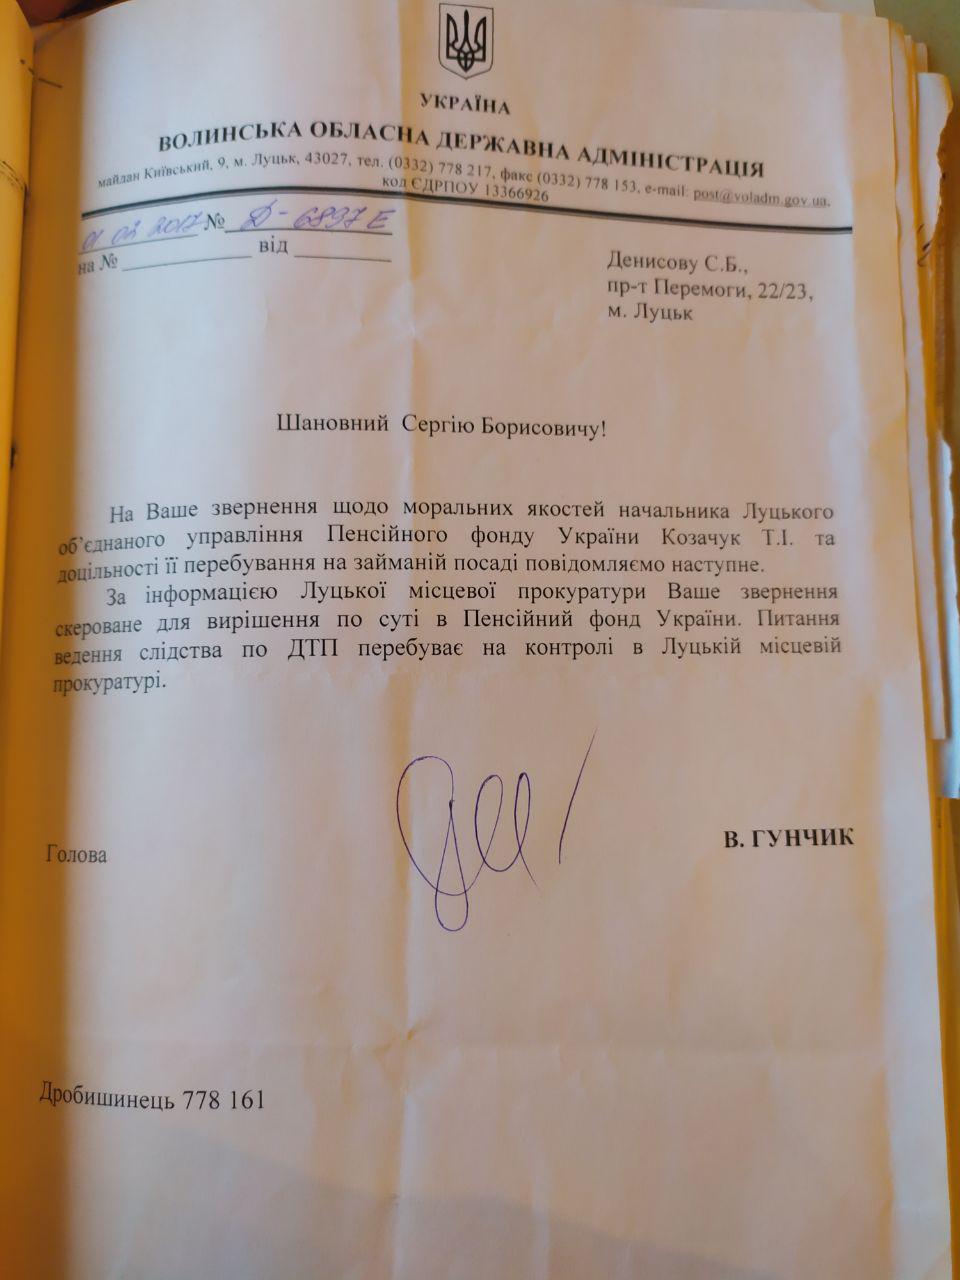 УКРАЇНА
ВОЛИНСЬКА ОБЛАСНА ДЕРЖАВНА АДМІНІСТРАЦІЯ
майдан Київський, 9, м. Луцьк, 43027, тел. (0332) 778 217, факс (0332) 778 153, e-mail: post@voladm.gov.ua,
код ЄДРПОУ 13366926
01 02 2017 № Д-6897Е
на № ____________ від ________
Денисову С.Б.,
пр-т Перемоги, 22/23,
м. Луцьк
Шановний Сергію Борисовичу!
На Ваше звернення щодо моральних якостей начальника Луцького
об'єднаного управління Пенсійного фонду України Козачук Т.І. та
доцільності її перебування на займаній посаді повідомляємо наступне.
За інформацією Луцької місцевої прокуратури Ваше звернення
скероване для вирішення по суті в Пенсійний фонд України. Питання
ведення слідства по ДТП перебуває на контролі в Луцькій місцевій
прокуратурі.
Голова
В. ГУНЧИК
Дробишинець 778 161